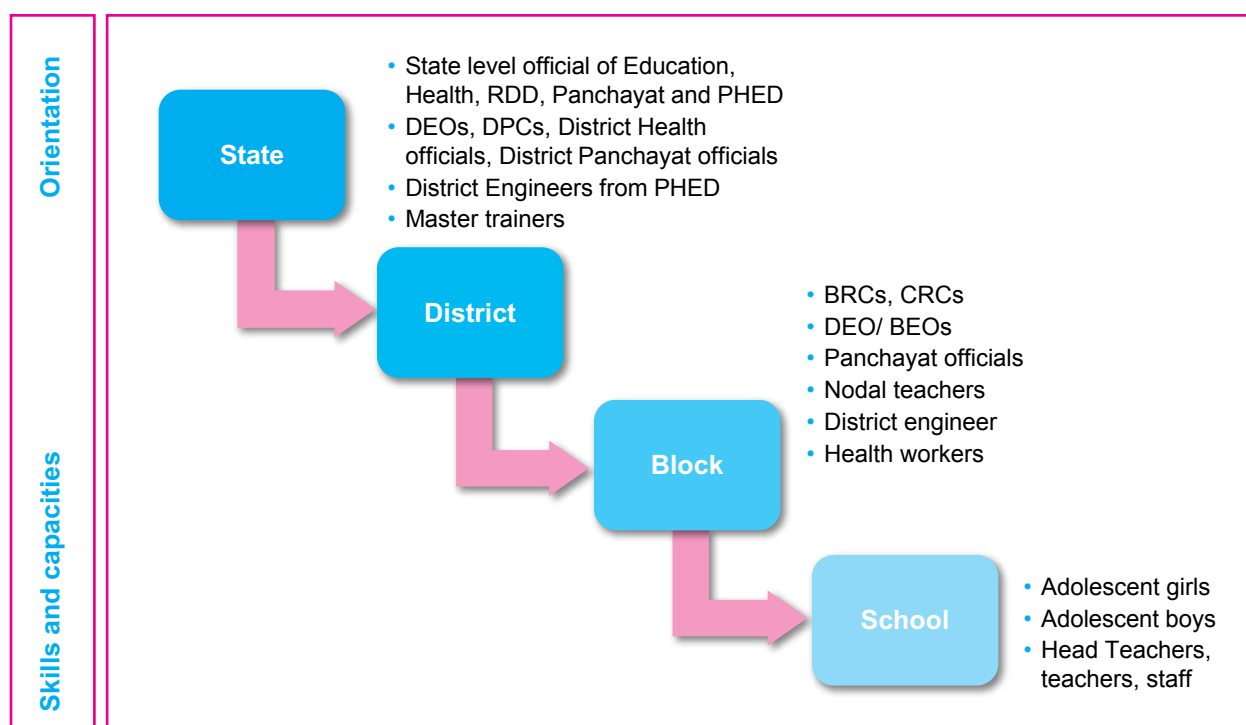 Orientation
Skills and capacities
State
• State level official of Education,
Health, RDD, Panchayat and PHED
• DEOs, DPCs, District Health
officials, District Panchayat officials
• District Engineers from PHED
• Master trainers
District
• BRCs, CRCs
• DEO/ BEOs
• Panchayat officials
• Nodal teachers
• District engineer
• Health workers
Block
School
• Adolescent girls
• Adolescent boys
• Head Teachers,
teachers, staff